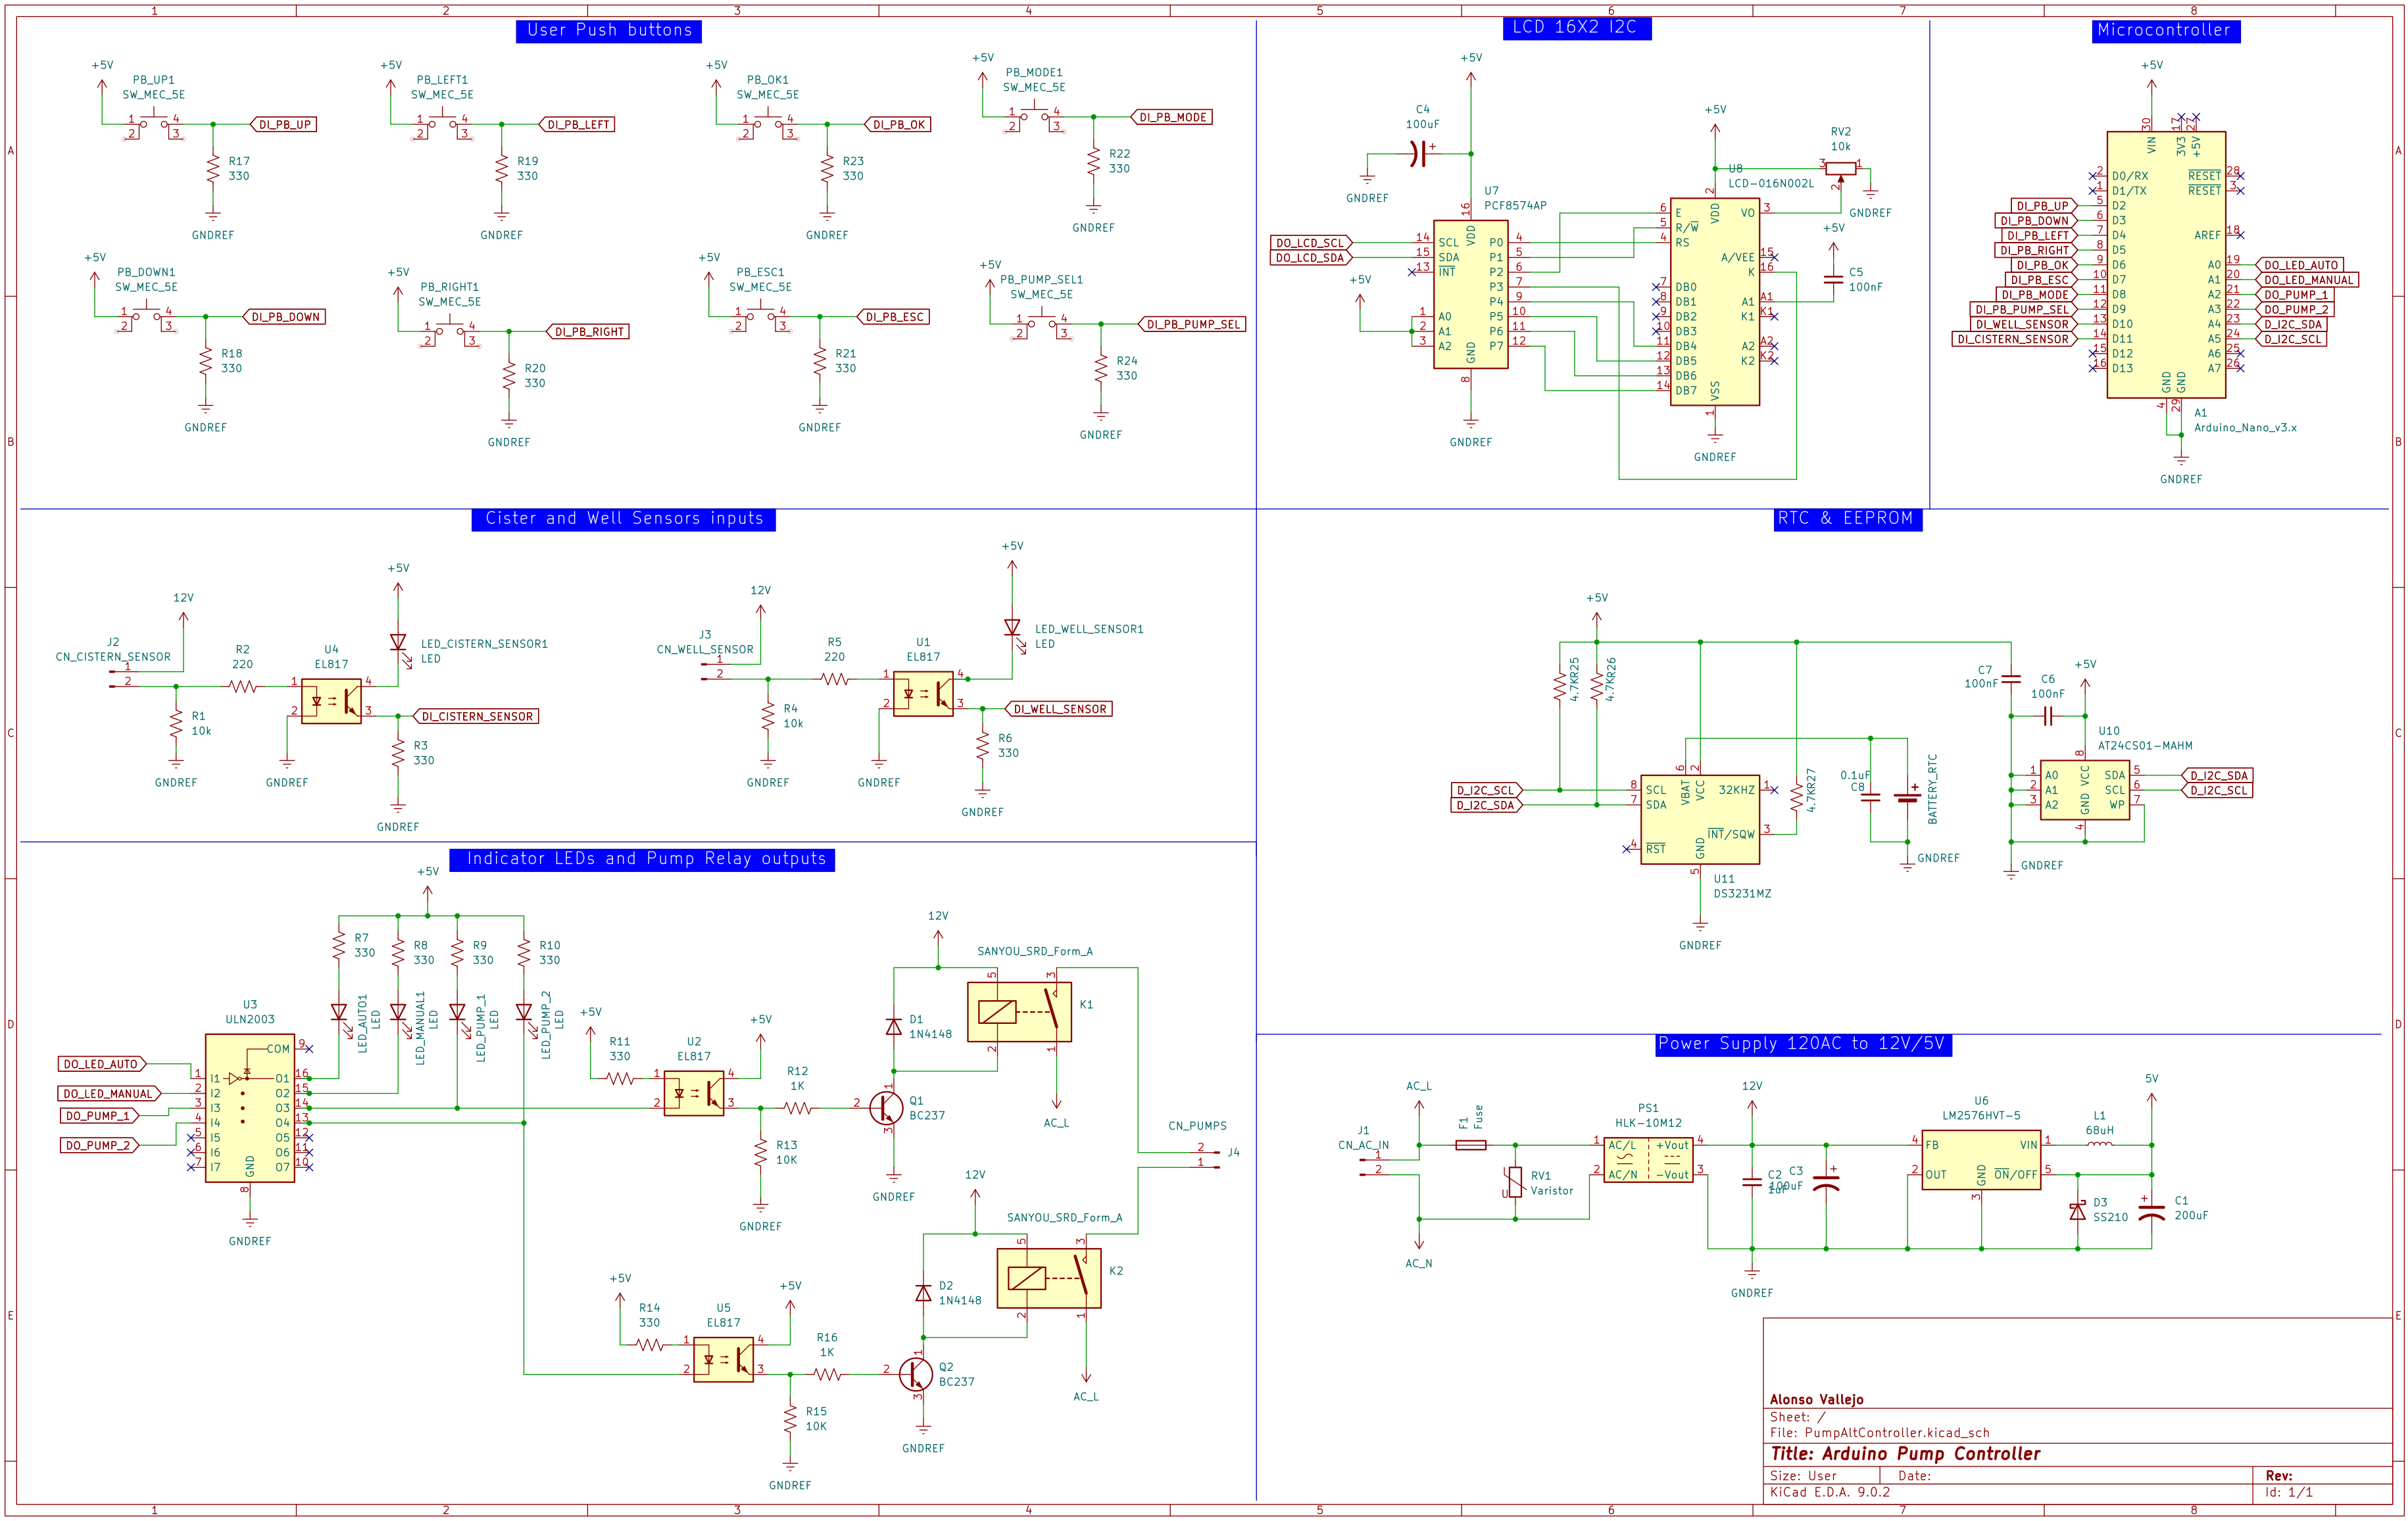 User Push buttons
+5V
PB_UP1
SW_MEC_5E
1
2
4
3
DI_PB_UP
R17
330
GNDREF
+5V
PB_LEFT1
SW_MEC_5E
1
2
4
3
DI_PB_LEFT
R19
330
GNDREF
+5V
PB_OK1
SW_MEC_5E
1
2
4
3
DI_PB_OK
R23
330
GNDREF
+5V
PB_MODE1
SW_MEC_5E
1
2
4
3
DI_PB_MODE
R22
330
GNDREF
+5V
PB_DOWN1
SW_MEC_5E
1
2
4
3
DI_PB_DOWN
R18
330
GNDREF
+5V
PB_RIGHT1
SW_MEC_5E
1
2
4
3
DI_PB_RIGHT
R20
330
GNDREF
+5V
PB_ESC1
SW_MEC_5E
1
2
4
3
DI_PB_ESC
R21
330
GNDREF
+5V
PB_PUMP_SEL1
SW_MEC_5E
1
2
4
3
DI_PB_PUMP_SEL
R24
330
GNDREF
LCD 16X2 I2C
+5V
C4
100uF
GNDREF
U7
PCF8574AP
DO_LCD_SCL
DO_LCD_SDA
+5V
14 SCL
15 SDA
13 INT
1 A0
2 A1
3 A2
16 VDD
GND 8
P0 4
P1 5
P2 6
P3 7
P4 9
P5 10
P6 11
P7 12
GNDREF
+5V
U8
LCD-016N002L
RV2
10k
3
1
2
GNDREF
6 E
5 R/W
4 RS
7 DB0
8 DB1
9 DB2
10 DB3
11 DB4
12 DB5
13 DB6
14 DB7
2 VDD
VSS 1
VO 3
A/VEE 15
K 16
A1 A1
K1 K1
A2 A2
K2 K2
+5V
C5
100nF
GNDREF
Microcontroller
+5V
30 VIN
17 3V3
27 +5V
2 D0/RX
1 D1/TX
DI_PB_UP 5 D2
DI_PB_DOWN 6 D3
DI_PB_LEFT 7 D4
DI_PB_RIGHT 8 D5
DI_PB_OK 9 D6
DI_PB_ESC 10 D7
DI_PB_MODE 11 D8
DI_PB_PUMP_SEL 12 D9
DI_WELL_SENSOR 13 D10
DI_CISTERN_SENSOR 14 D11
15 D12
16 D13
RESET 28
RESET 3
AREF 18
A0 19 DO_LED_AUTO
A1 20 DO_LED_MANUAL
A2 21 DO_PUMP_1
A3 22 DO_PUMP_2
A4 23 D_I2C_SDA
A5 24 D_I2C_SCL
A6 25
A7 26
GND 4
GND 29
A1
Arduino_Nano_v3.x
GNDREF
Cister and Well Sensors inputs
12V
J2
CN_CISTERN_SENSOR
1
2
R2
220
R1
10k
GNDREF
U4
EL817
1
2
4
3
GNDREF
+5V
LED_CISTERN_SENSOR1
LED
DI_CISTERN_SENSOR
R3
330
GNDREF
12V
J3
CN_WELL_SENSOR
1
2
R5
220
R4
10k
GNDREF
U1
EL817
1
2
4
3
GNDREF
+5V
LED_WELL_SENSOR1
LED
DI_WELL_SENSOR
R6
330
GNDREF
RTC & EEPROM
+5V
4.7KR25
4.7KR26
D_I2C_SCL
D_I2C_SDA
8 SCL
7 SDA
4 RST
6 VBAT
2 VCC
32KHZ 1
INT/SQW 3
GND 5
U11
DS3231MZ
GNDREF
4.7KR27
0.1uF
C8
BATTERY_RTC
GNDREF
C7
100nF
C6
100nF
+5V
U10
AT24CS01-MAHM
1 A0
2 A1
3 A2
8 VCC
GND 4
SDA 5
SCL 6
WP 7
D_I2C_SDA
D_I2C_SCL
GNDREF
Indicator LEDs and Pump Relay outputs
+5V
R7
330
R8
330
R9
330
R10
330
LED_AUTO1
LED
LED_MANUAL1
LED
LED_PUMP_1
LED
LED_PUMP_2
LED
U3
ULN2003
DO_LED_AUTO
DO_LED_MANUAL
DO_PUMP_1
DO_PUMP_2
1 I1
2 I2
3 I3
4 I4
5 I5
6 I6
7 I7
COM 9
O1 16
O2 15
O3 14
O4 13
O5 12
O6 11
O7 10
GND 8
GNDREF
+5V
R11
330
U2
EL817
1
2
4
3
+5V
R12
1K
R13
10K
GNDREF
12V
D1
1N4148
2
1
3
Q1
BC237
GNDREF
SANYOU_SRD_Form_A
5
3
2
1
K1
AC_L
CN_PUMPS
2
1
J4
+5V
R14
330
U5
EL817
1
2
4
3
+5V
R16
1K
R15
10K
GNDREF
12V
D2
1N4148
2
1
3
Q2
BC237
GNDREF
SANYOU_SRD_Form_A
5
3
2
1
K2
AC_L
Power Supply 120AC to 12V/5V
AC_L
J1
CN_AC_IN
1
2
AC_N
F1
Fuse
RV1
Varistor
U
PS1
HLK-10M12
1 AC/L
2 AC/N
+Vout 4
-Vout 3
12V
C2
1uF
C3
100uF
GNDREF
U6
LM2576HVT-5
4 FB
2 OUT
VIN 1
ON/OFF 5
GND 3
L1
68uH
5V
D3
SS210
C1
200uF
Alonso Vallejo
Sheet: /
File: PumpAltController.kicad_sch
Title: Arduino Pump Controller
Size: User
Date:
Rev:
KiCad E.D.A. 9.0.2
Id: 1/1